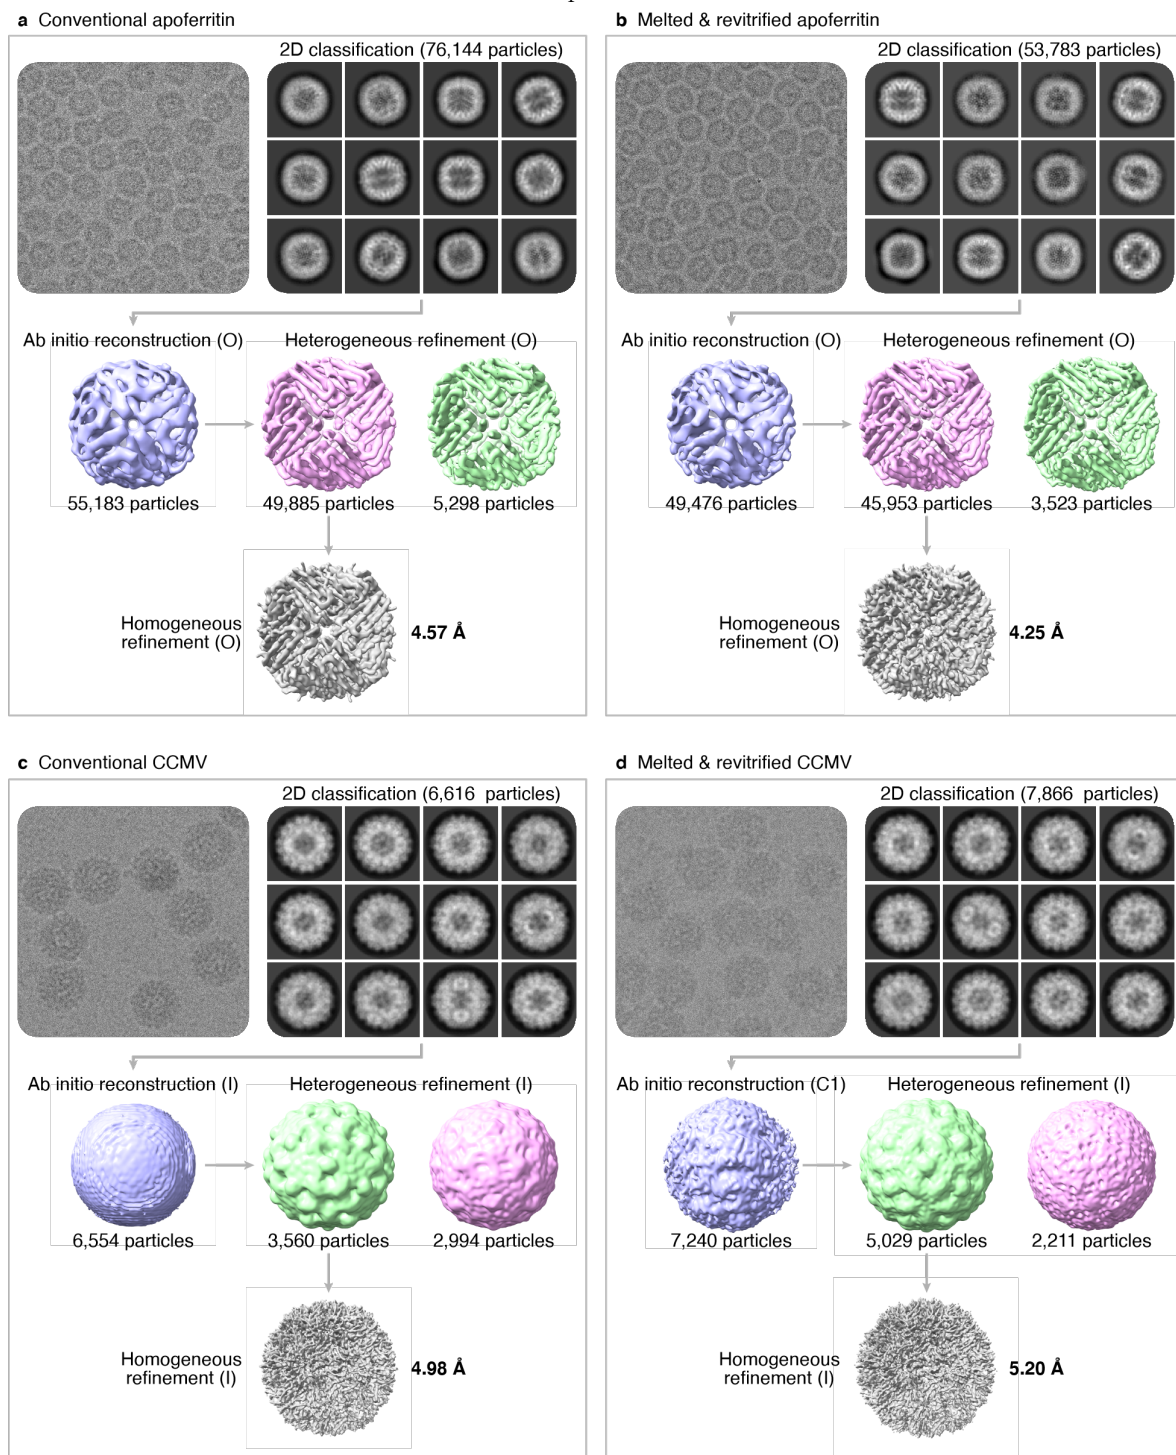 a Conventional apoferritin
2D classification (76,144 particles)
Ab initio reconstruction (O)
Heterogeneous refinement (O)
55,183 particles
49,885 particles
5,298 particles
Homogeneous
refinement (O)
4.57 Å
b Melted & revitrified apoferritin
2D classification (53,783 particles)
Ab initio reconstruction (O)
Heterogeneous refinement (O)
49,476 particles
45,953 particles
3,523 particles
Homogeneous
refinement (O)
4.25 Å
c Conventional CCMV
2D classification (6,616 particles)
Ab initio reconstruction (I)
Heterogeneous refinement (I)
6,554 particles
3,560 particles
2,994 particles
Homogeneous
refinement (I)
4.98 Å
d Melted & revitrified CCMV
2D classification (7,866 particles)
Ab initio reconstruction (C1)
Heterogeneous refinement (I)
7,240 particles
5,029 particles
2,211 particles
Homogeneous
refinement (I)
5.20 Å